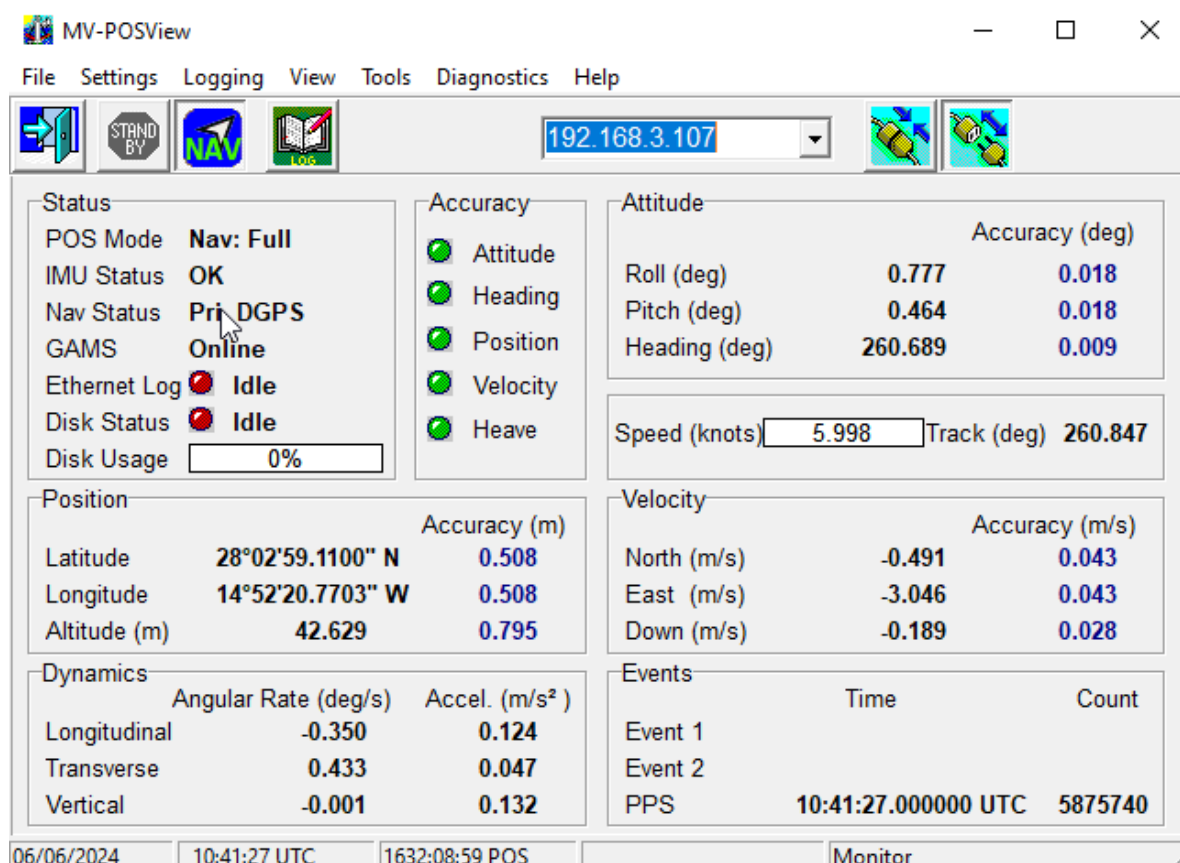 MV-POSView
File Settings Logging View Tools Diagnostics Help
STAND BY
NAV
LOG
192.168.3.107
Status
POS Mode Nav: Full
IMU Status OK
Nav Status Pri. DGPS
GAMS Online
Ethernet Log Idle
Disk Status Idle
Disk Usage 0%
Accuracy
Attitude
Heading
Position
Velocity
Heave
Attitude
Accuracy (deg)
Roll (deg) 0.777 0.018
Pitch (deg) 0.464 0.018
Heading (deg) 260.689 0.009
Speed (knots) 5.998 Track (deg) 260.847
Position
Accuracy (m)
Latitude 28°02'59.1100" N 0.508
Longitude 14°52'20.7703" W 0.508
Altitude (m) 42.629 0.795
Velocity
Accuracy (m/s)
North (m/s) -0.491 0.043
East (m/s) -3.046 0.043
Down (m/s) -0.189 0.028
Dynamics
Angular Rate (deg/s) Accel. (m/s² )
Longitudinal -0.350 0.124
Transverse 0.433 0.047
Vertical -0.001 0.132
Events
Time Count
Event 1
Event 2
PPS 10:41:27.000000 UTC 5875740
06/06/2024 10:41:27 UTC 1632:08:59 POS Monitor